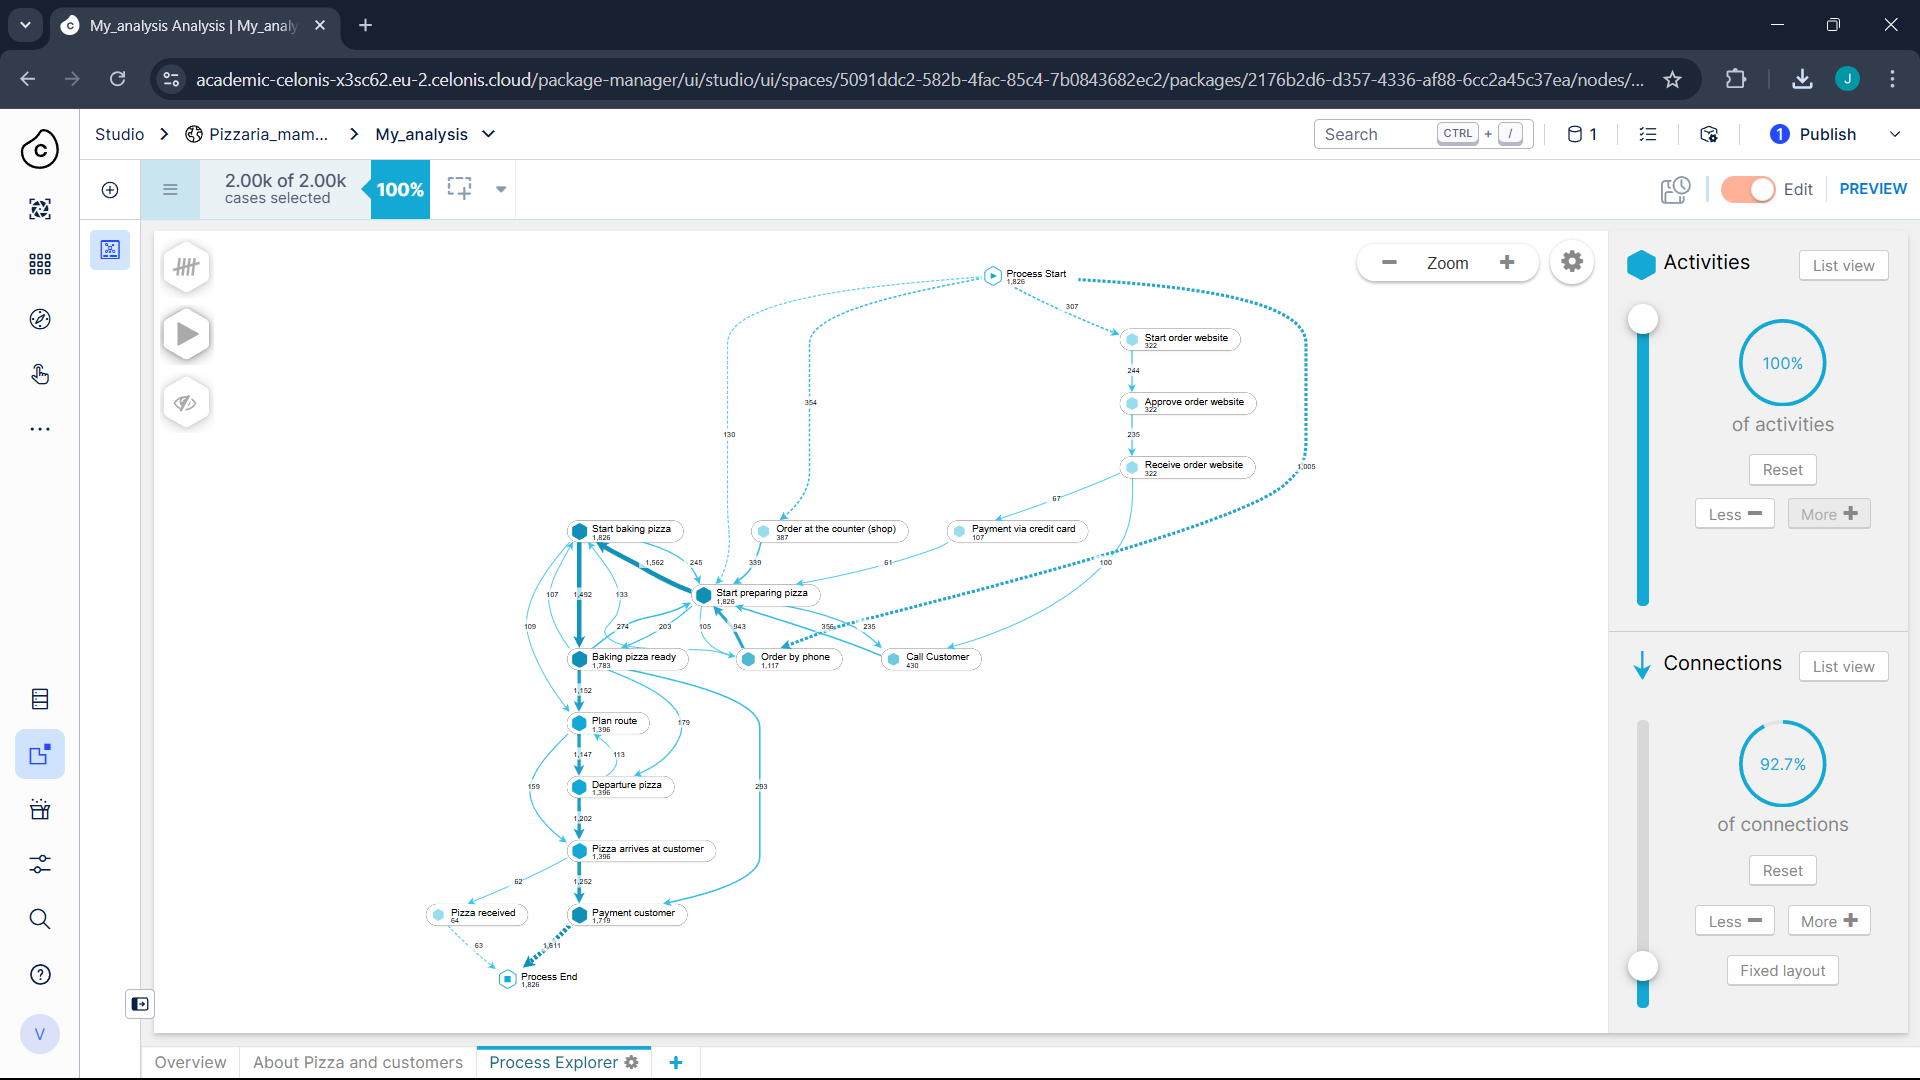 My_analysis Analysis | My_analy
academic-celonis-x3sc62.eu-2.celonis.cloud/package-manager/ui/studio/ui/spaces/5091ddc2-582b-4fac-85c4-7b0843682ec2/packages/2176b2d6-d357-4336-af88-6cc2a45c37ea/nodes/...
J
Studio
Pizzaria_mam...
My_analysis
Search CTRL + /
1
1 Publish
2.00k of 2.00k
cases selected
100%
Edit
PREVIEW
Zoom
Process Start
1,826
307
Start order website
322
244
354
Approve order website
322
130
235
Receive order website
322
1,005
67
Start baking pizza
1,826
Order at the counter (shop)
387
Payment via credit card
107
1,562
245
339
61
100
107
1,492
133
Start preparing pizza
1,826
109
274
203
105
943
356
235
Baking pizza ready
1,783
Order by phone
1,117
Call Customer
430
1,152
Plan route
1,396
179
1,147
113
159
Departure pizza
1,396
293
1,202
Pizza arrives at customer
1,396
62
1,252
Pizza received
64
Payment customer
1,719
63
1,611
Process End
1,826
Activities
List view
100%
of activities
Reset
Less
More
Connections
List view
92.7%
of connections
Reset
Less
More
Fixed layout
V
Overview
About Pizza and customers
Process Explorer